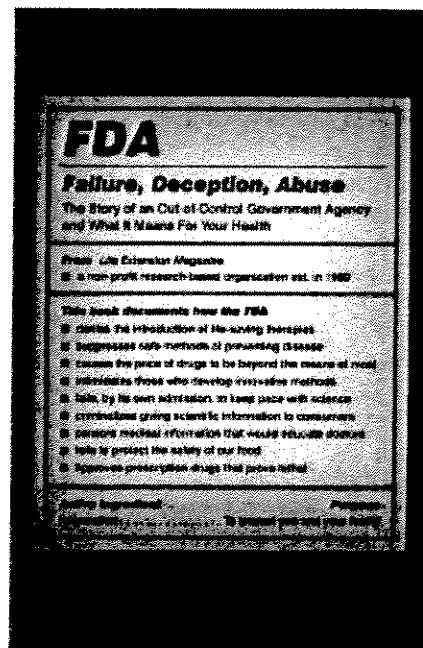 FDA
Failure, Deception, Abuse
The Story of an Out of Control Government Agency
and What It Means For Your Health
From Life Extension Magazine
a non-profit research based organization est. in 1980
This book documents how the FDA
the introduction of life-saving therapies
suppresses safe methods of preventing disease
causes the price of drugs to be beyond the means of most
intimidates those who develop innovative methods
fails, by its own admission, to keep pace with science
criminalizes giving scientific information to consumers
medical information that would educate doctors
fails to protect the safety of our food
approves prescription drugs that prove lethal
Purpose